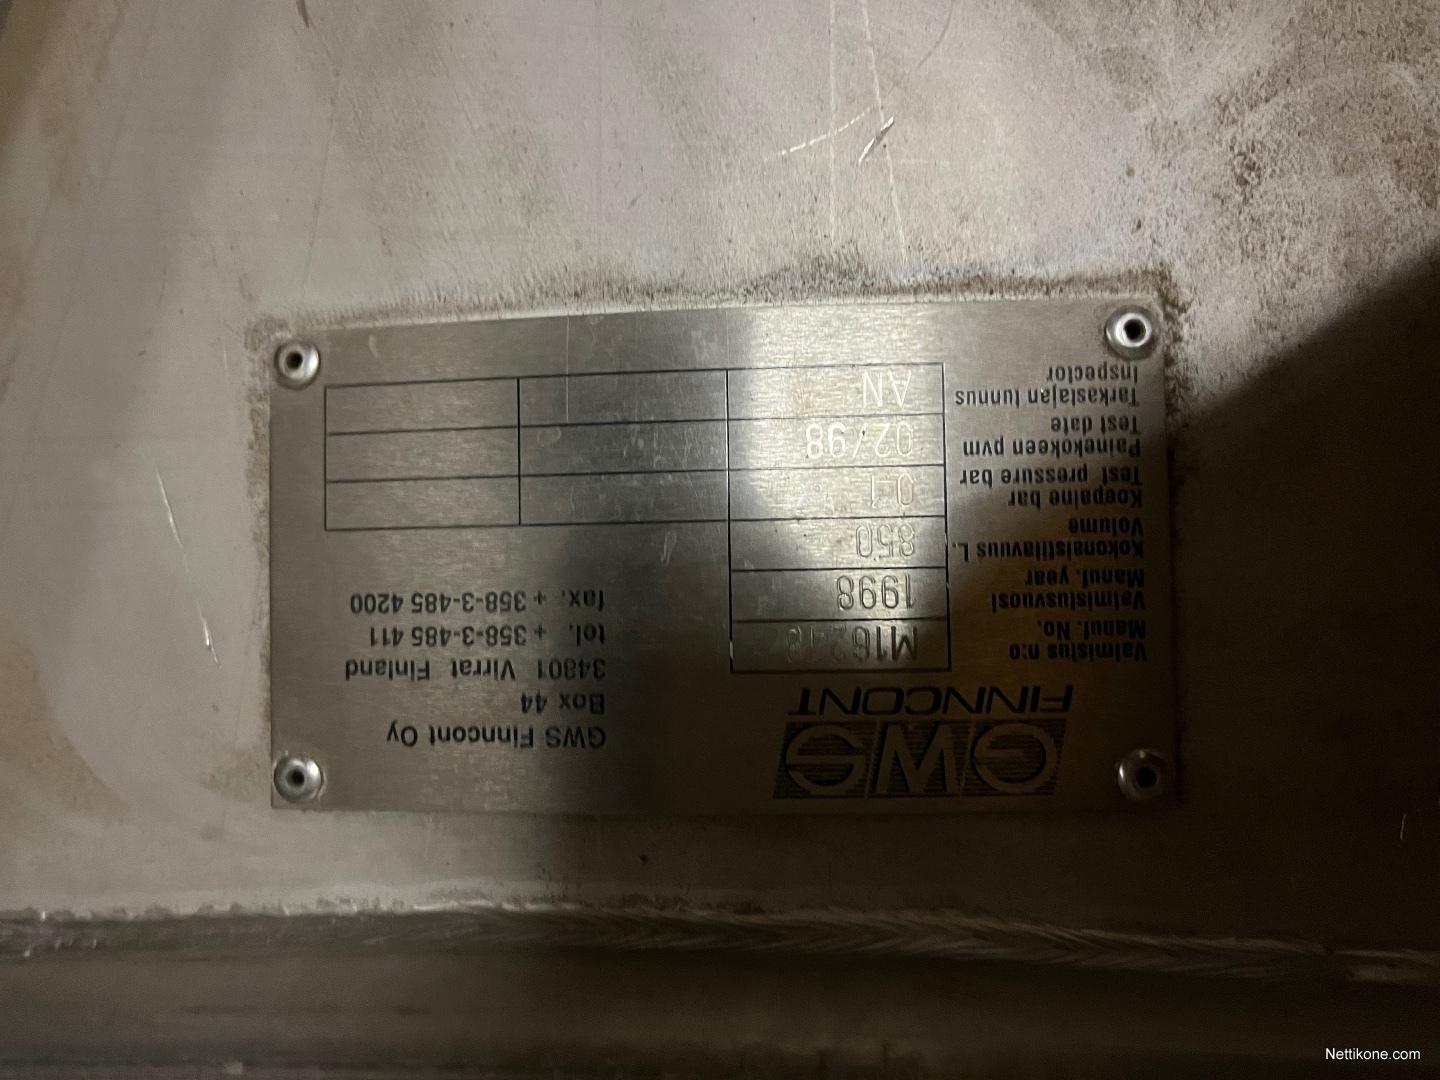 GWS
FINNCONT
GWS Finncont Oy
Box 44
34801 Virrat Finland
tel. + 358-3-485 411
fax. + 358-3-485 4200
Valmistus n:o
Manuf. No.
Valmistusvuosi 1998
Manuf. year
Kokonaistilavuus L. 850
Volume
Koepaine bar 0.1
Test pressure bar
Painekokeen pvm 02/98
Test date
Tarkastajan tunnus AN
Inspector
Nettikone.com